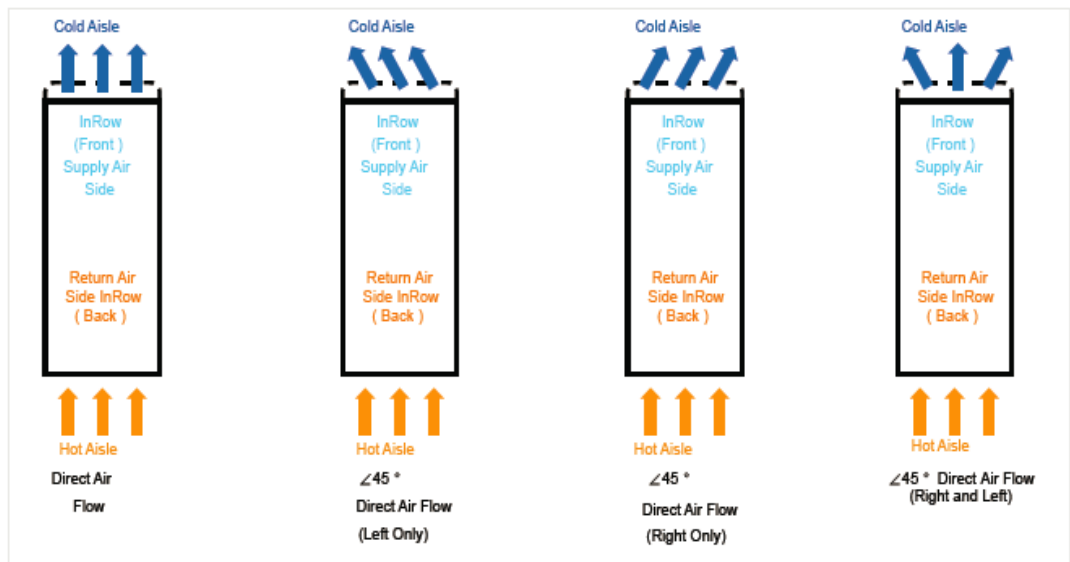 Cold Aisle
InRow
(Front )
Supply Air
Side
Return Air
Side InRow
( Back )
Hot Aisle
Direct Air
Flow
Cold Aisle
InRow
(Front )
Supply Air
Side
Return Air
Side InRow
( Back )
Hot Aisle
∠45 °
Direct Air Flow
(Left Only)
Cold Aisle
InRow
(Front )
Supply Air
Side
Return Air
Side InRow
( Back )
Hot Aisle
∠45 °
Direct Air Flow
(Right Only)
Cold Aisle
InRow
(Front )
Supply Air
Side
Return Air
Side InRow
( Back )
Hot Aisle
∠45 ° Direct Air Flow
(Right and Left)